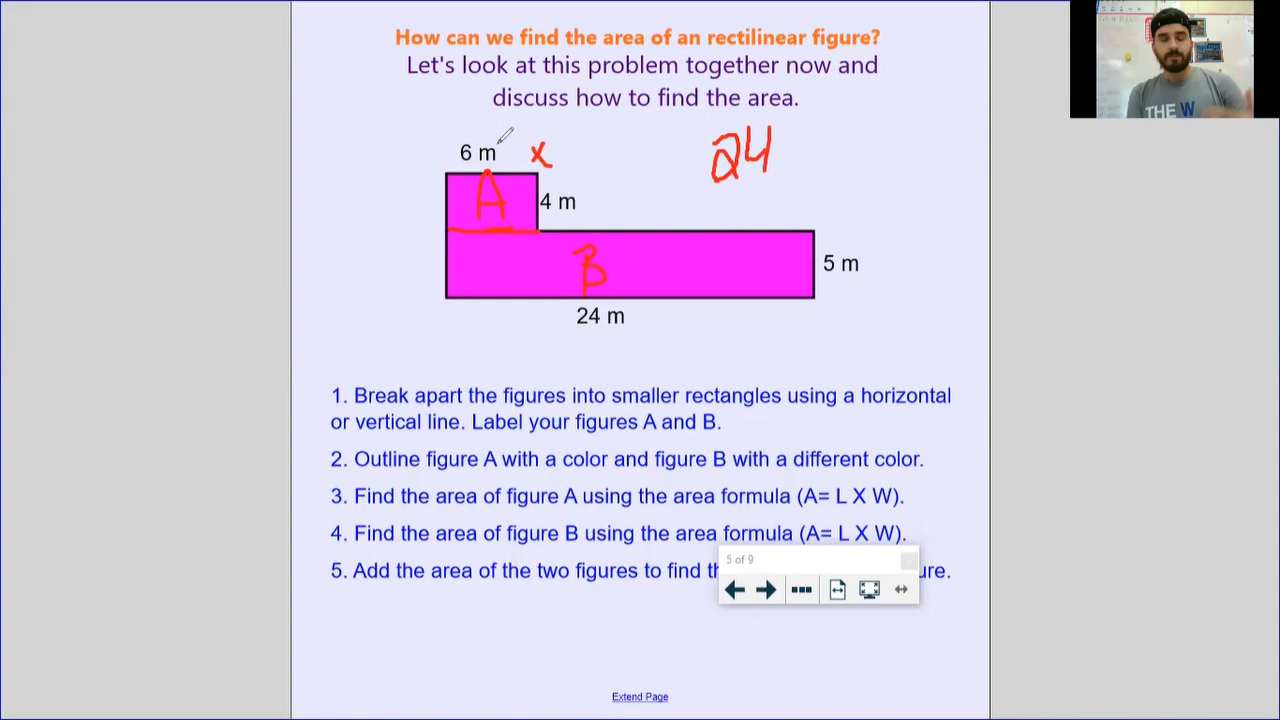 How can we find the area of an rectilinear figure?
Let's look at this problem together now and
discuss how to find the area.
THE W
6 m x
24
A
4 m
B
5 m
24 m
1. Break apart the figures into smaller rectangles using a horizontal
or vertical line. Label your figures A and B.
2. Outline figure A with a color and figure B with a different color.
3. Find the area of figure A using the area formula (A= L X W).
4. Find the area of figure B using the area formula (A= L X W).
5 of 9
5. Add the area of the two figures to find
Extend Page